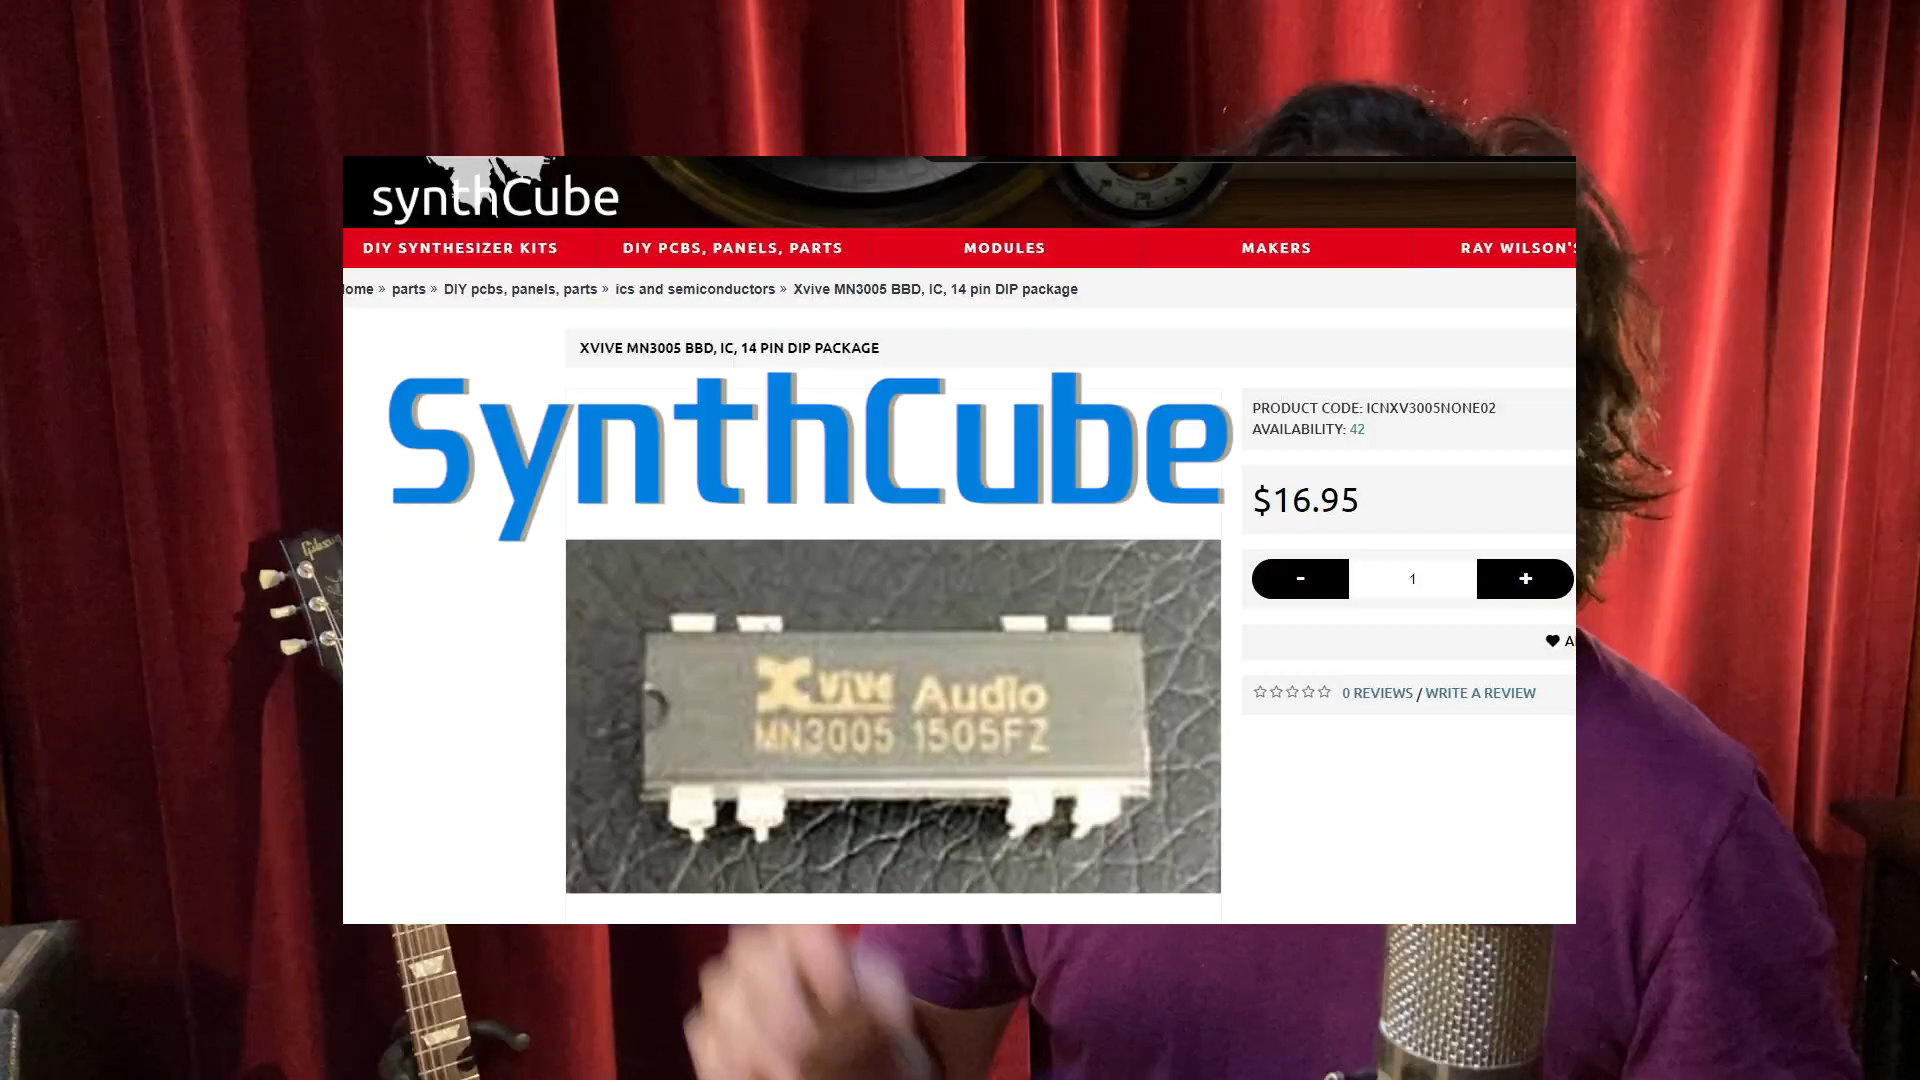 synthCube
DIY SYNTHESIZER KITS DIY PCBS, PANELS, PARTS MODULES MAKERS RAY WILSON'S
ome » parts » DIY pcbs, panels, parts » ics and semiconductors » Xvive MN3005 BBD, IC, 14 pin DIP package
XVIVE MN3005 BBD, IC, 14 PIN DIP PACKAGE
SynthCube
PRODUCT CODE: ICNXV3005NONE02
AVAILABILITY: 42
$16.95
- 1 +
A
0 REVIEWS / WRITE A REVIEW
Xvive Audio
MN3005 1505FZ
Gibson